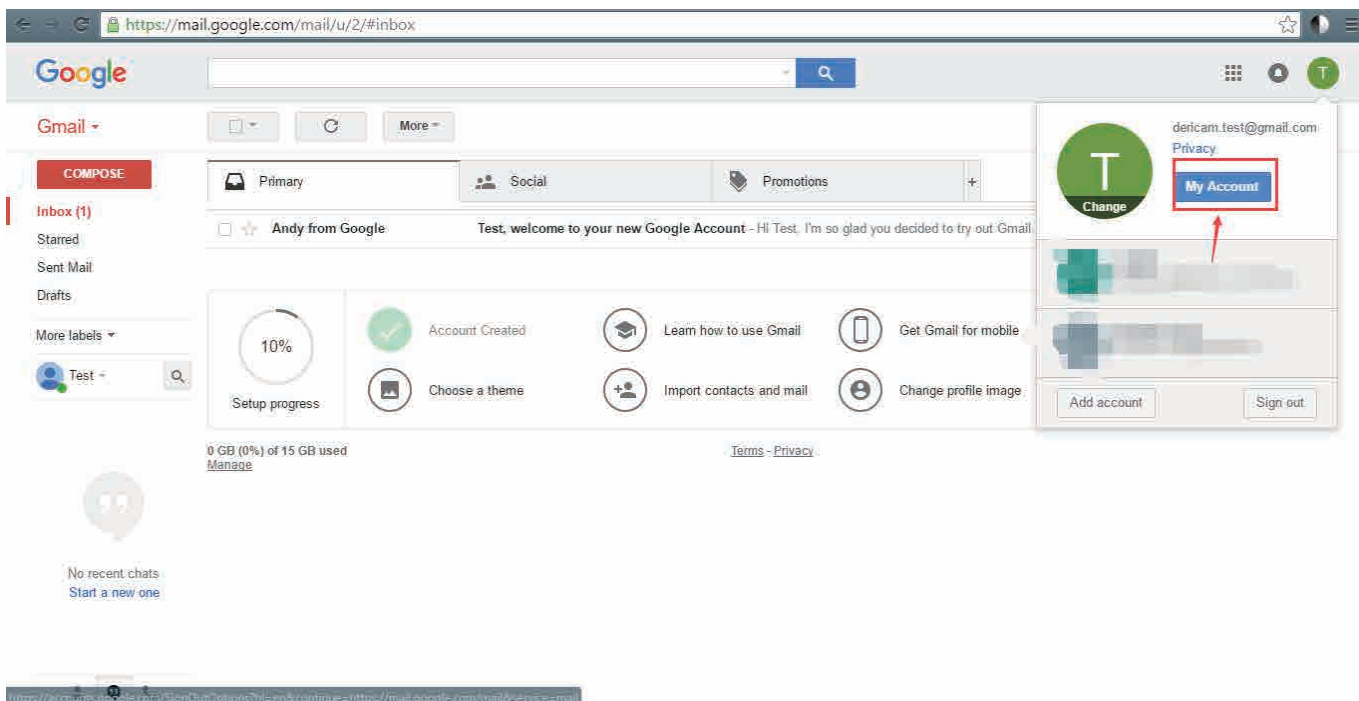 https://mail.google.com/mail/u/2/#inbox
Google
T
Gmail
More
dericam.test@gmail.com
Privacy
T
My Account
Change
COMPOSE
Primary
Social
Promotions
+
Inbox (1)
Andy from Google
Test, welcome to your new Google Account - Hi Test, I'm so glad you decided to try out Gmail.
Starred
Sent Mail
Drafts
More labels
10%
Account Created
Learn how to use Gmail
Get Gmail for mobile
Test
Setup progress
Choose a theme
Import contacts and mail
Change profile image
Add account
Sign out
0 GB (0%) of 15 GB used
Manage
Terms - Privacy
No recent chats
Start a new one